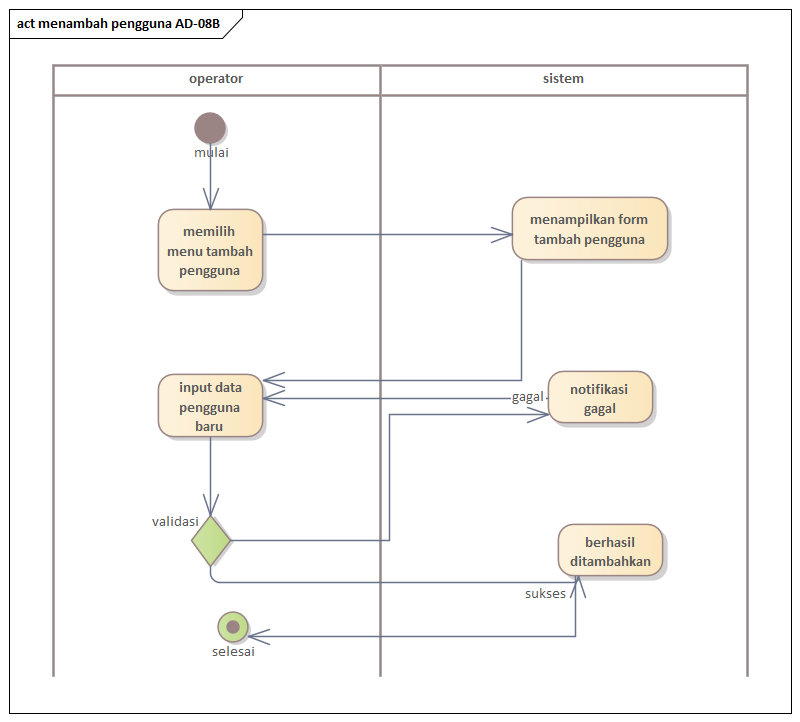 act menambah pengguna AD-08B
operator
sistem
mulai
memilih
menu tambah
pengguna
menampilkan form
tambah pengguna
input data
pengguna
baru
gagal
notifikasi
gagal
validasi
berhasil
ditambahkan
sukses
selesai